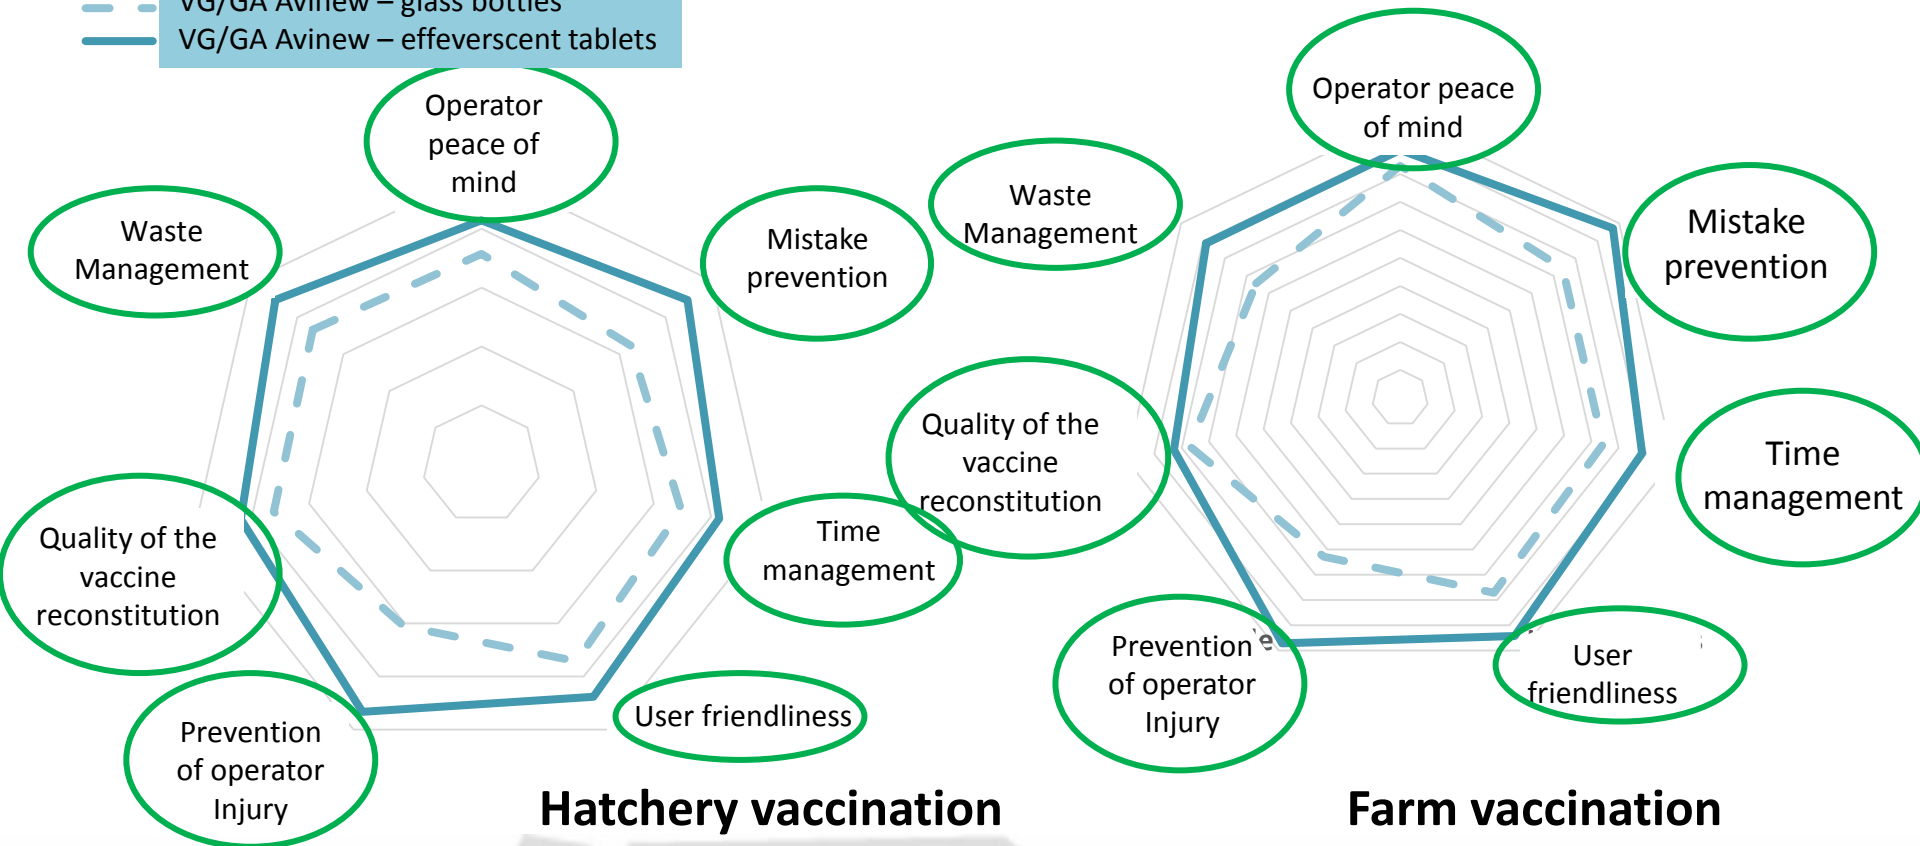 VG/GA Avinew – glass bottles
VG/GA Avinew – effeverscent tablets
Operator
peace of
mind
Waste
Management
Mistake
prevention
Quality of the
vaccine
reconstitution
Time
management
Prevention
of operator
Injury
User friendliness
Hatchery vaccination
Operator peace
of mind
Waste
Management
Mistake
prevention
Quality of the
vaccine
reconstitution
Time
management
Prevention
of operator
Injury
User
friendliness
Farm vaccination